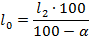 l₀ = l₂ · 100 / 100 − α